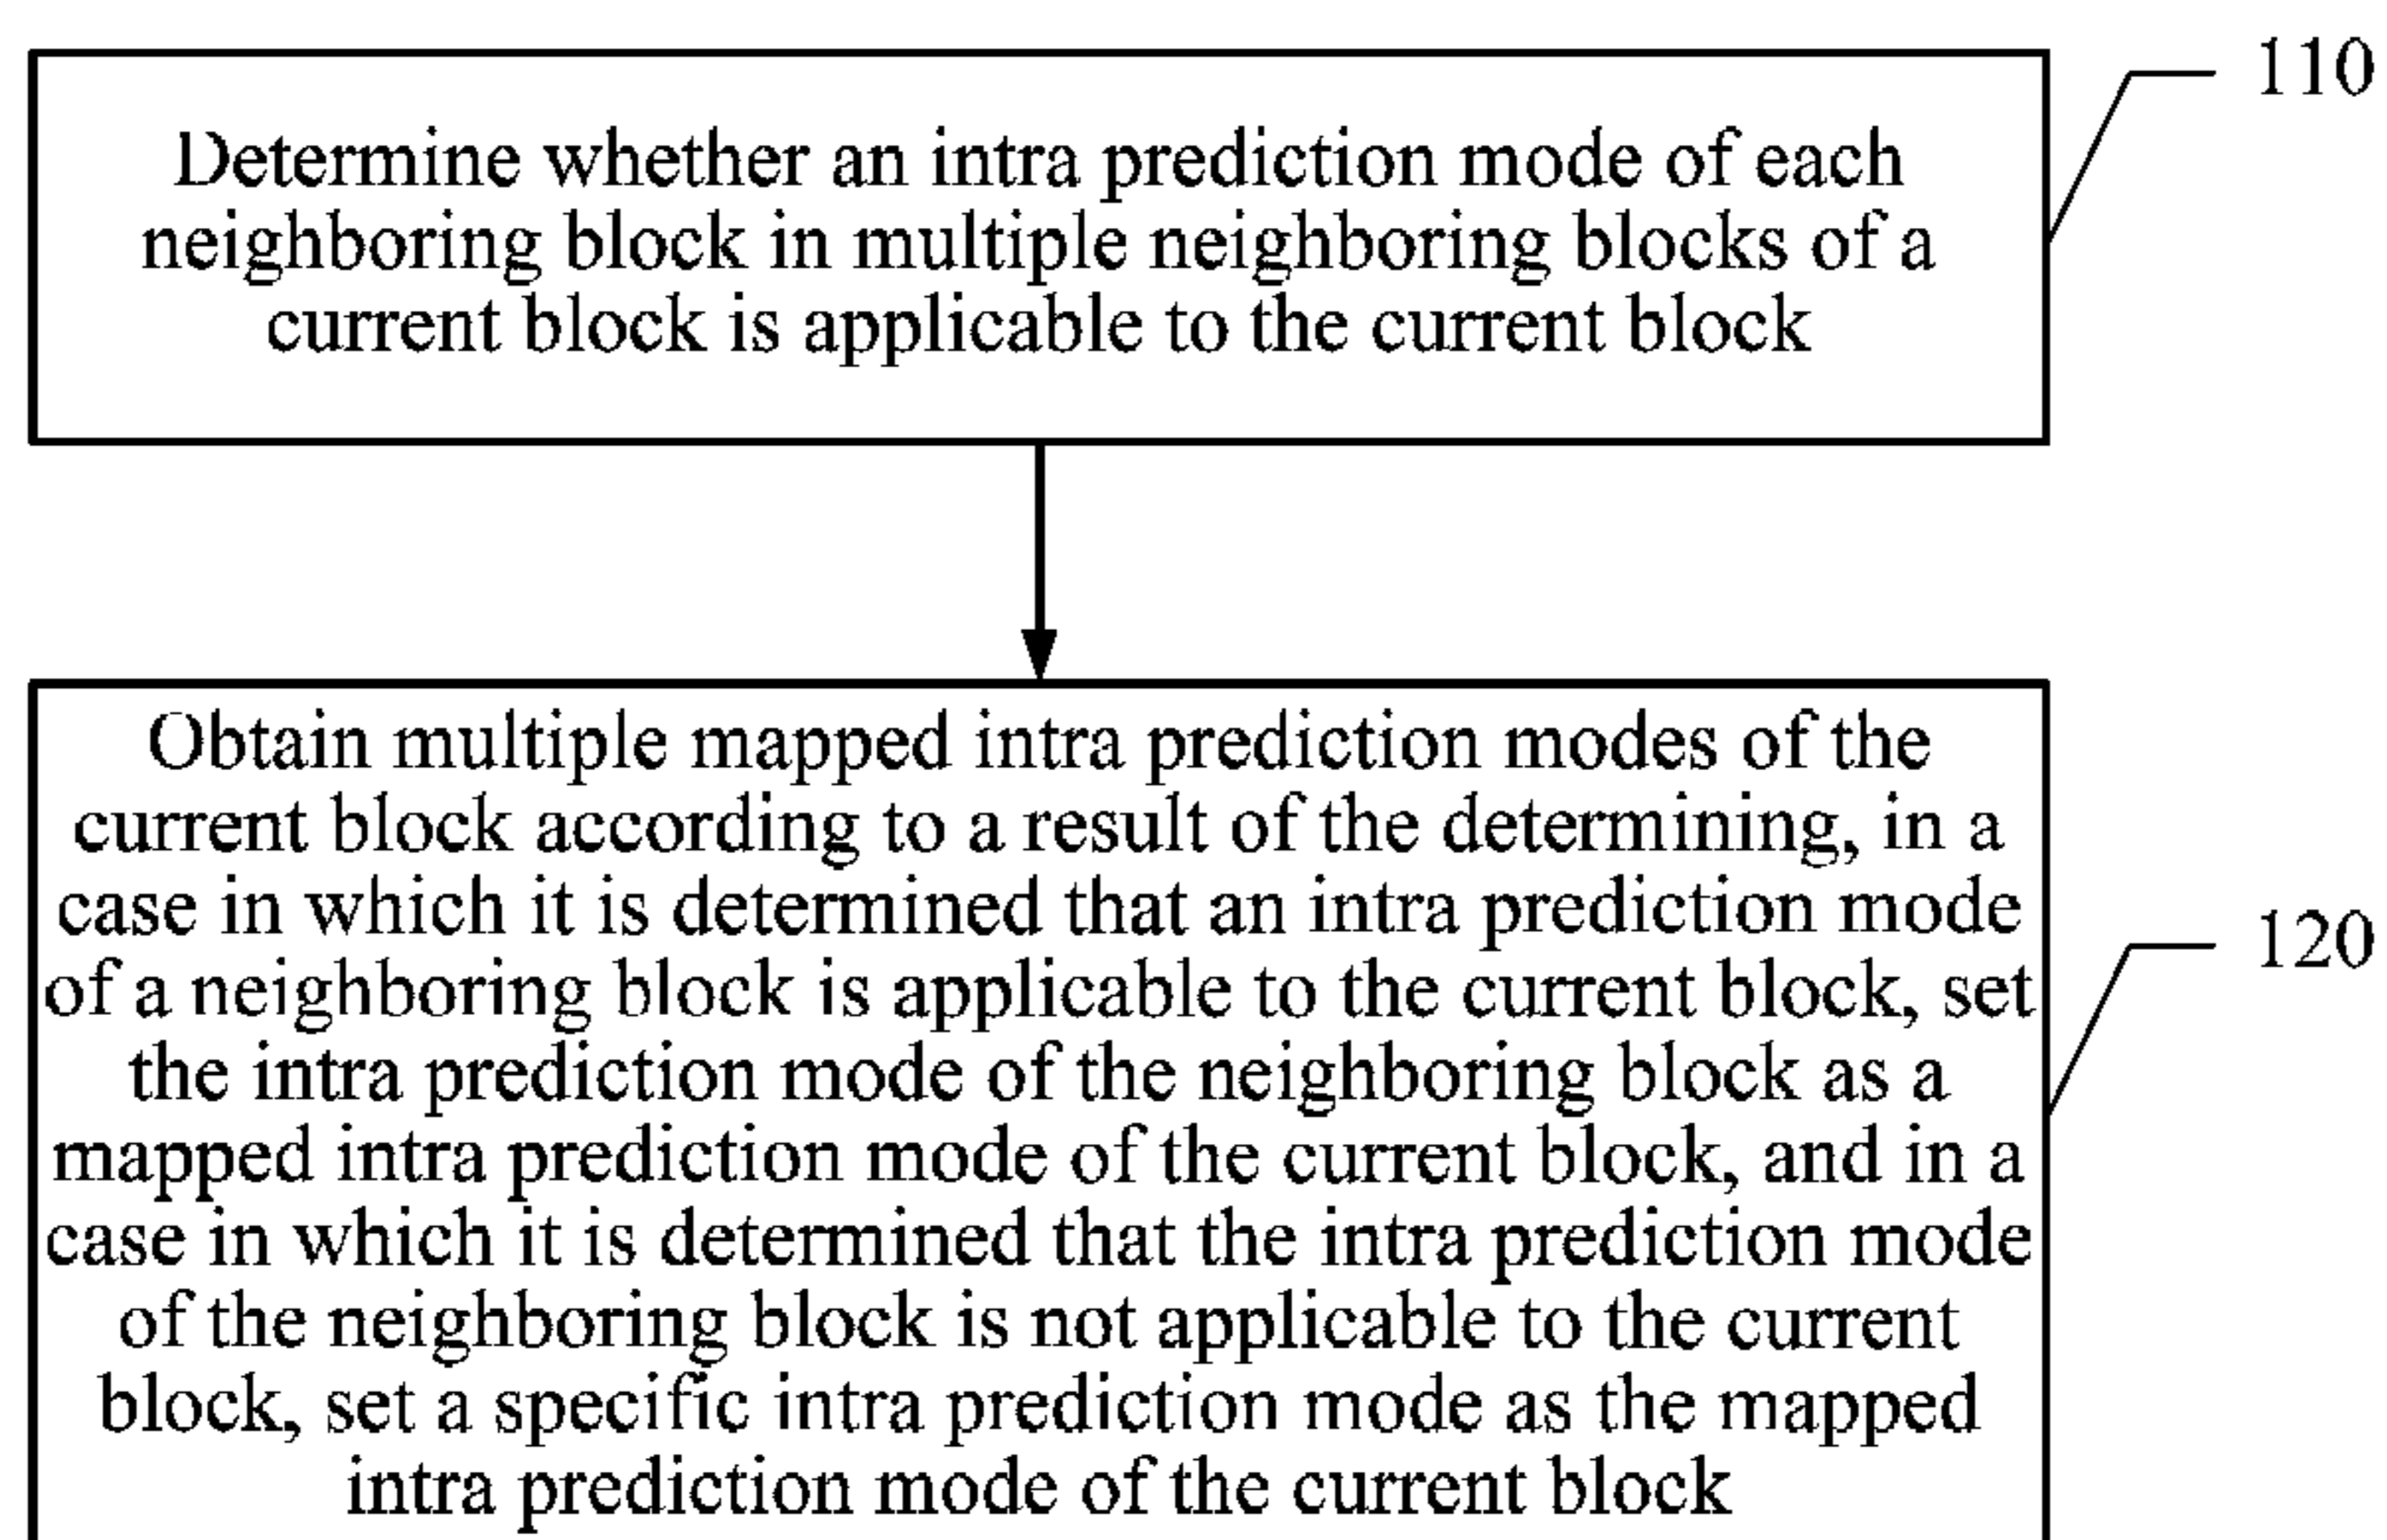 110
Determine whether an intra prediction mode of each
neighboring block in multiple neighboring blocks of a
current block is applicable to the current block
Obtain multiple mapped intra prediction modes of the
current block according to a result of the determining, in a
case in which it is determined that an intra prediction mode
of a neighboring block is applicable to the current block, set
the intra prediction mode of the neighboring block as a
mapped intra prediction mode of the current block, and in a
case in which it is determined that the intra prediction mode
of the neighboring block is not applicable to the current
block, set a specific intra prediction mode as the mapped
intra prediction mode of the current block
120